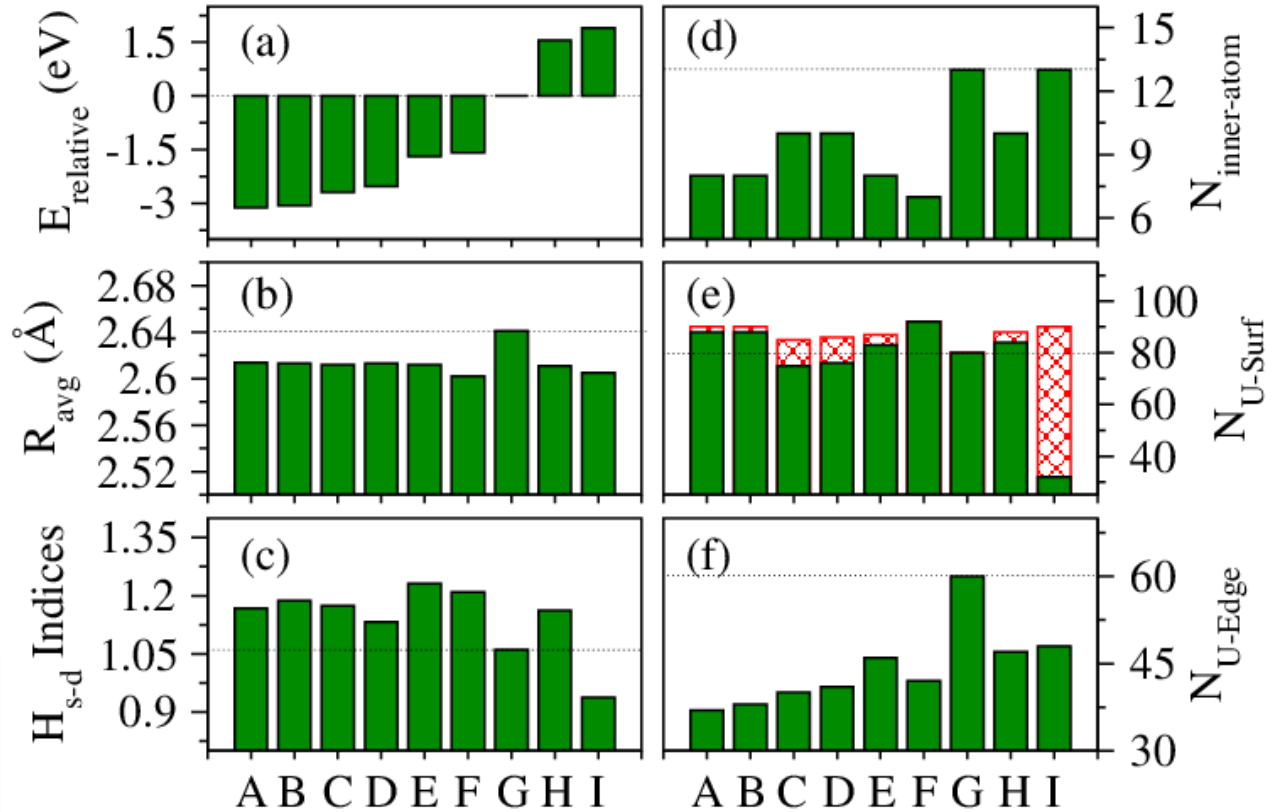 E_relative (eV)
1.5
0
-1.5
-3
(a)
R_avg (Å)
2.68
2.64
2.6
2.56
2.52
(b)
H_s-d Indices
1.35
1.2
1.05
0.9
(c)
A B C D E F G H I
(d)
15
12
9
6
N_inner-atom
(e)
100
80
60
40
N_U-Surf
(f)
60
45
30
N_U-Edge
A B C D E F G H I